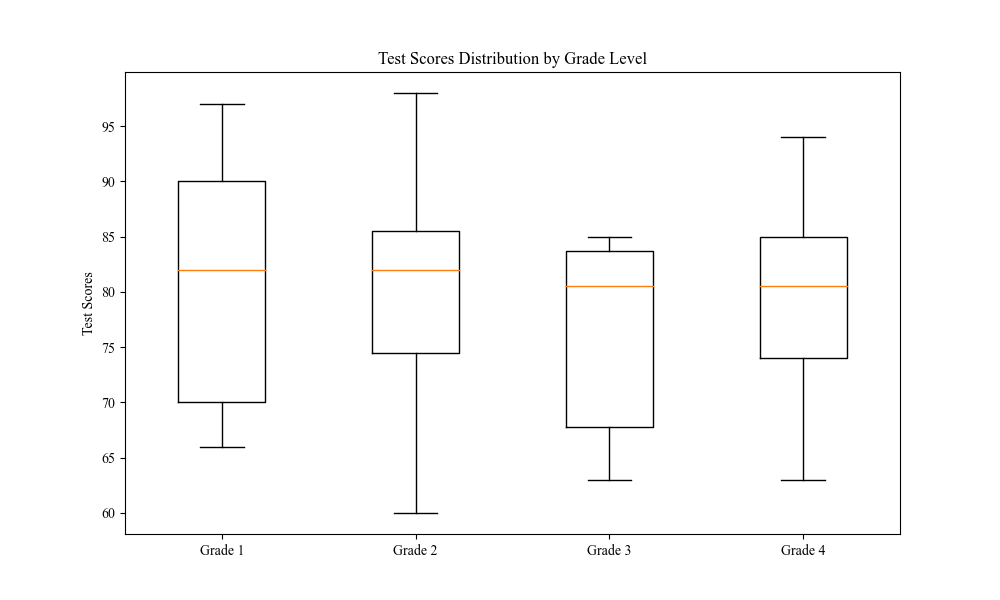 Test Scores Distribution by Grade Level
Test Scores
95
90
85
80
75
70
65
60
Grade 1
Grade 2
Grade 3
Grade 4